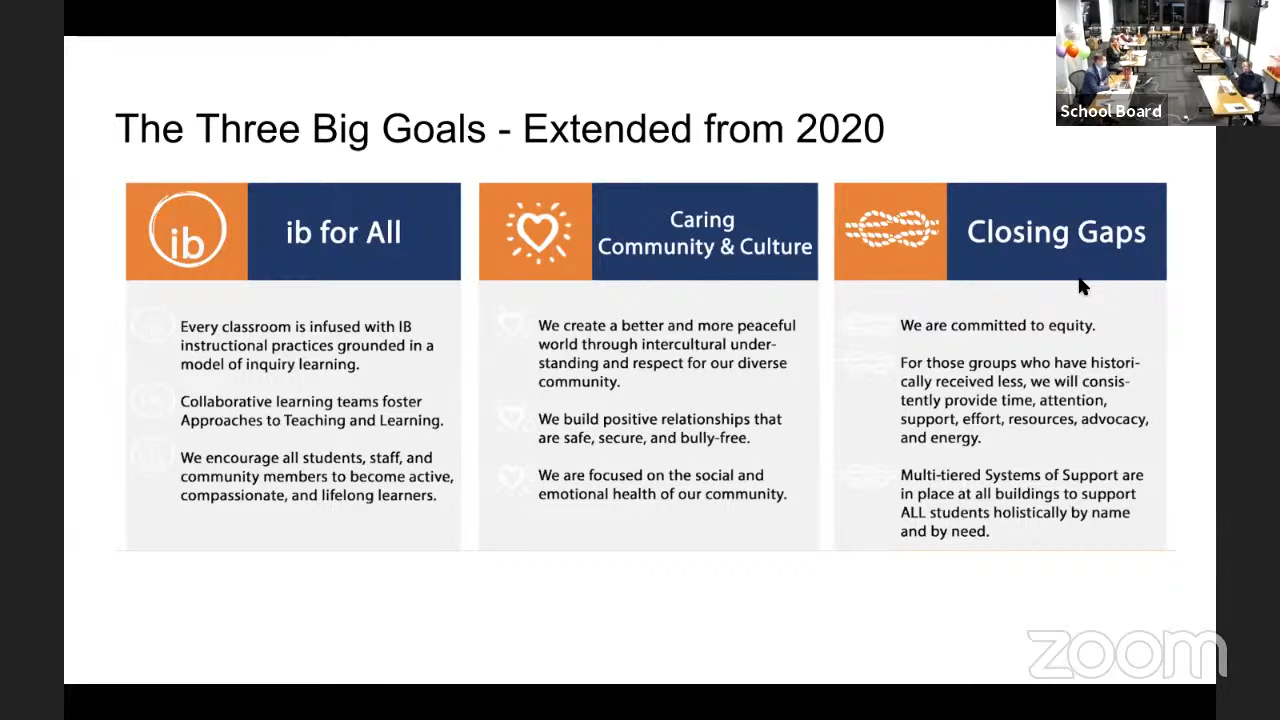 School Board
The Three Big Goals - Extended from 2020
ib
ib for All
Every classroom is infused with IB
instructional practices grounded in a
model of inquiry learning.
Collaborative learning teams foster
Approaches to Teaching and Learning.
We encourage all students, staff, and
community members to become active,
compassionate, and lifelong learners.
Caring
Community & Culture
We create a better and more peaceful
world through intercultural under-
standing and respect for our diverse
community.
We build positive relationships that
are safe, secure, and bully-free.
We are focused on the social and
emotional health of our community.
Closing Gaps
We are committed to equity.
For those groups who have histori-
cally received less, we will consis-
tently provide time, attention,
support, effort, resources, advocacy,
and energy.
Multi-tiered Systems of Support are
in place at all buildings to support
ALL students holistically by name
and by need.
zoom